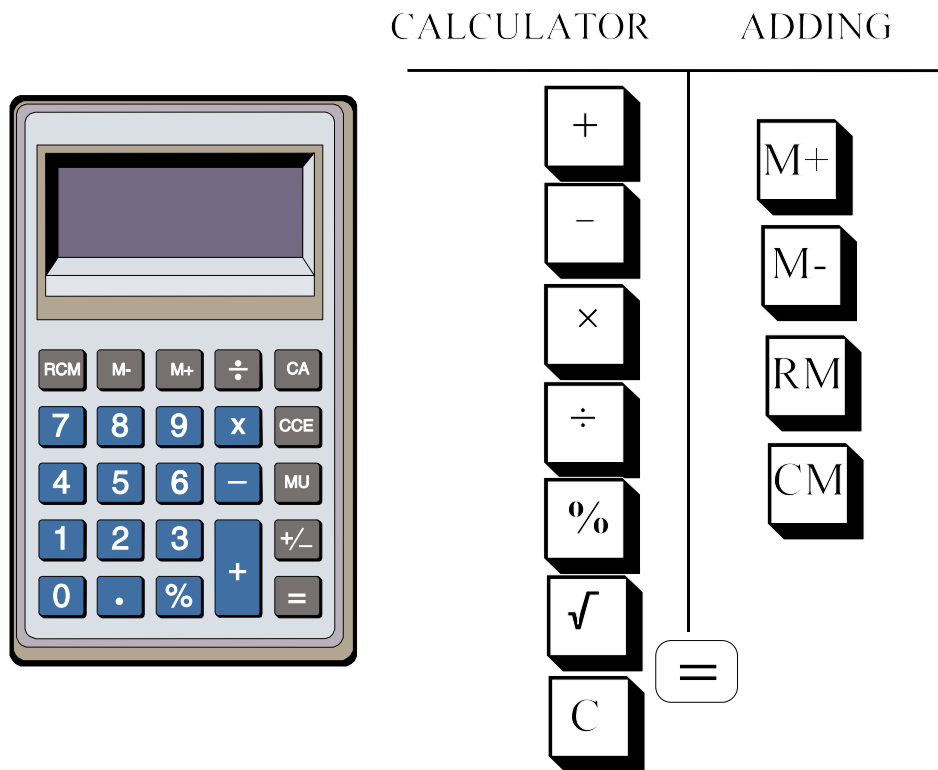 CALCULATOR ADDING
RCM M- M+ ÷ CA
7 8 9 x CCE
4 5 6 − MU
1 2 3 + +/_
0 . % =
+
−
×
÷
%
√
C
M+
M-
RM
CM
=